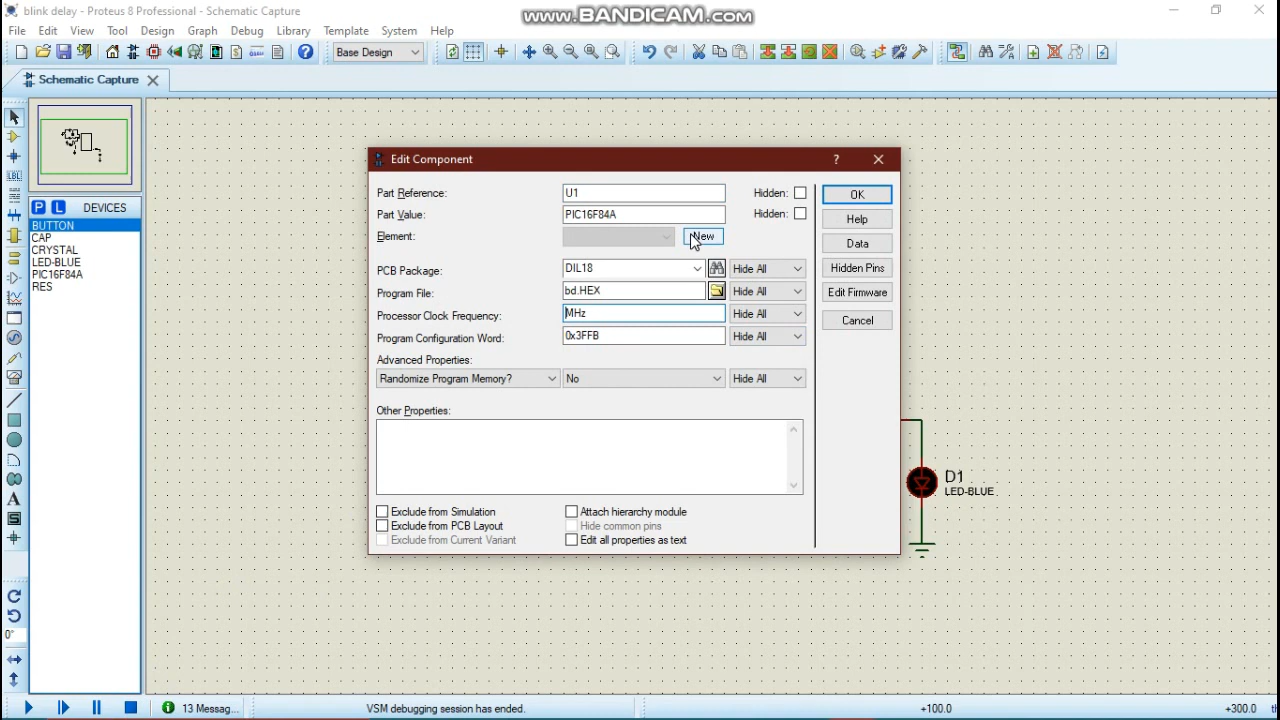 blink delay - Proteus 8 Professional - Schematic Capture
www.BANDICAM.com
File Edit View Tool Design Graph Debug Library Template System Help
Base Design
Schematic Capture
Edit Component
Part Reference: U1 Hidden: OK
Part Value: PIC16F84A Hidden: Help
Element: New Data
PCB Package: DIL18 Hide All Hidden Pins
Program File: bd.HEX Hide All Edit Firmware
Processor Clock Frequency: MHz Hide All Cancel
Program Configuration Word: 0x3FFB Hide All
Advanced Properties:
Randomize Program Memory? No Hide All
Other Properties:
Exclude from Simulation Attach hierarchy module
Exclude from PCB Layout Hide common pins
Exclude from Current Variant Edit all properties as text
P L DEVICES
BUTTON
CAP
CRYSTAL
LED-BLUE
PIC16F84A
RES
LBL
A
0°
D1
LED-BLUE
13 Messag... VSM debugging session has ended. +100.0 +300.0 th